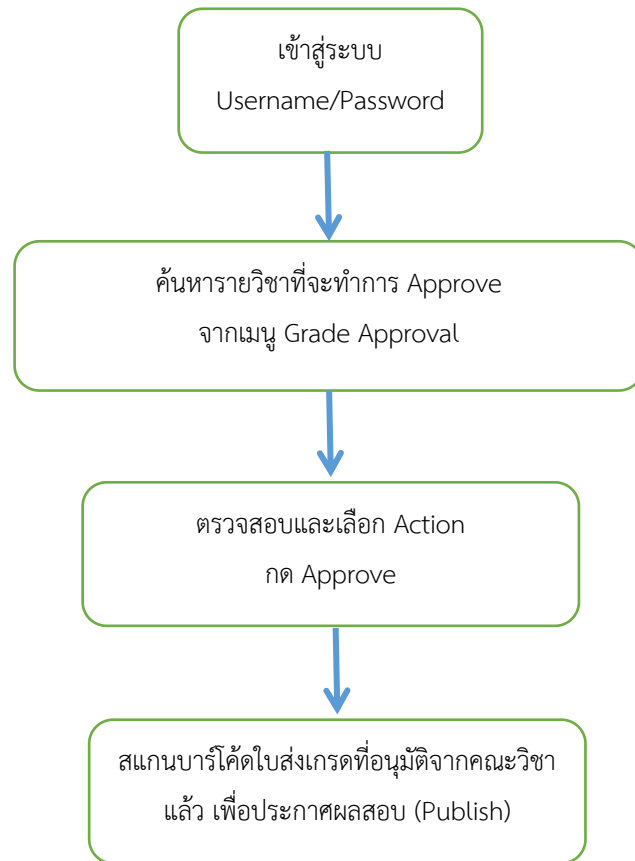 เข้าสู่ระบบ
Username/Password
ค้นหารายวิชาที่จะทำการ Approve
จากเมนู Grade Approval
ตรวจสอบและเลือก Action
กด Approve
สแกนบาร์โค้ดใบส่งเกรดที่อนุมัติจากคณะวิชา
แล้ว เพื่อประกาศผลสอบ (Publish)